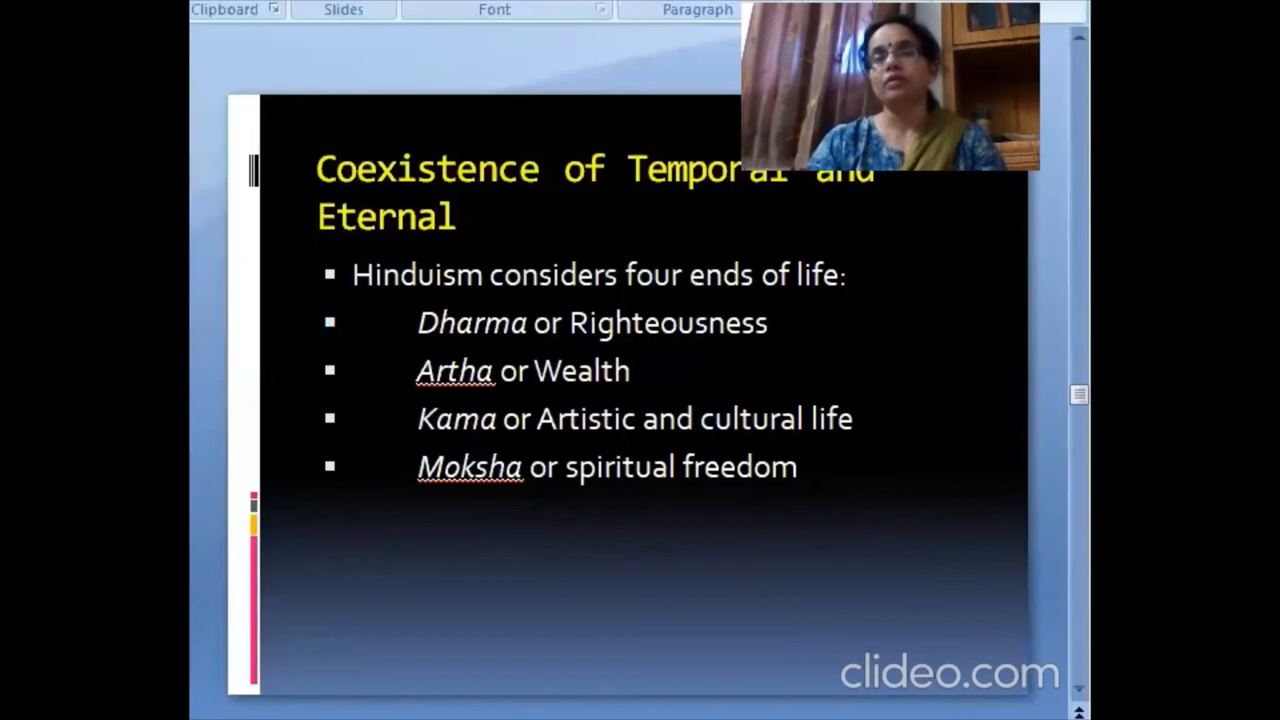 Clipboard Slides Font Paragraph
Coexistence of Temporal and
Eternal
Hinduism considers four ends of life:
Dharma or Righteousness
Artha or Wealth
Kama or Artistic and cultural life
Moksha or spiritual freedom
clideo.com